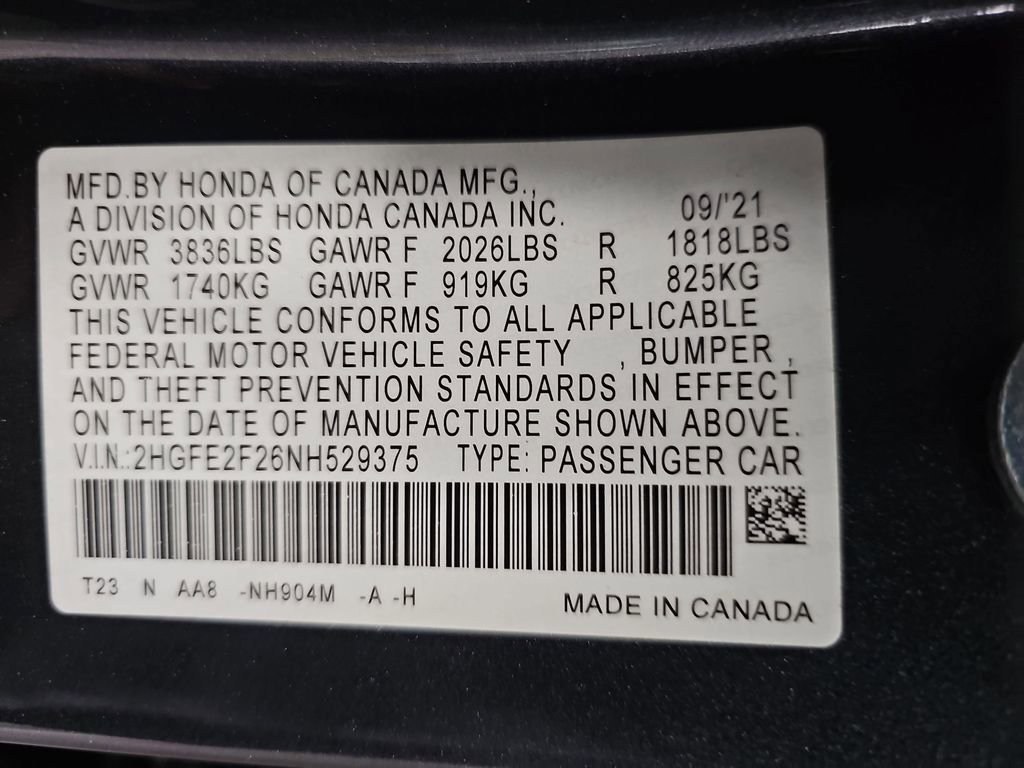 MFD.BY HONDA OF CANADA MFG.,
A DIVISION OF HONDA CANADA INC. 09/'21
GVWR 3836LBS GAWR F 2026LBS R 1818LBS
GVWR 1740KG GAWR F 919KG R 825KG
THIS VEHICLE CONFORMS TO ALL APPLICABLE
FEDERAL MOTOR VEHICLE SAFETY , BUMPER ,
AND THEFT PREVENTION STANDARDS IN EFFECT
ON THE DATE OF MANUFACTURE SHOWN ABOVE.
V.I.N.:2HGFE2F26NH529375 TYPE: PASSENGER CAR
T23 N AA8 -NH904M -A -H MADE IN CANADA